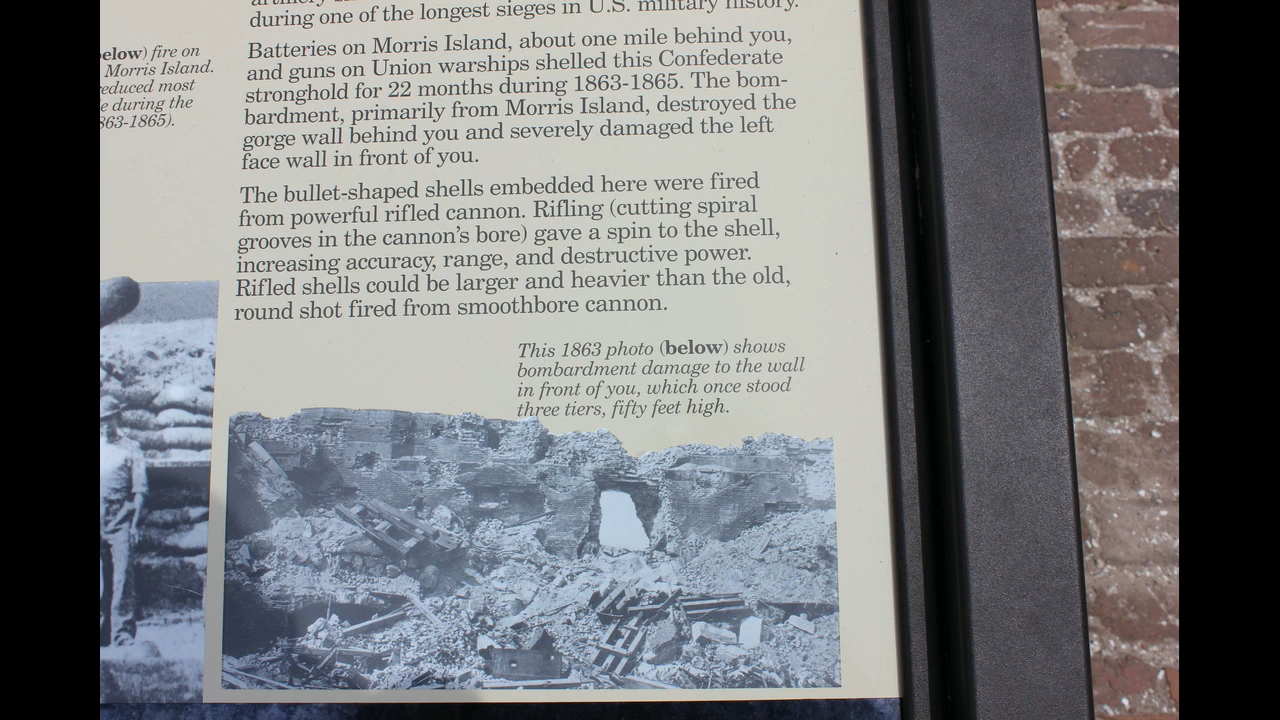 during one of the longest sieges in U.S. military history.
Batteries on Morris Island, about one mile behind you,
and guns on Union warships shelled this Confederate
stronghold for 22 months during 1863-1865. The bom-
bardment, primarily from Morris Island, destroyed the
gorge wall behind you and severely damaged the left
face wall in front of you.
The bullet-shaped shells embedded here were fired
from powerful rifled cannon. Rifling (cutting spiral
grooves in the cannon's bore) gave a spin to the shell,
increasing accuracy, range, and destructive power.
Rifled shells could be larger and heavier than the old,
round shot fired from smoothbore cannon.
This 1863 photo (below) shows
bombardment damage to the wall
in front of you, which once stood
three tiers, fifty feet high.
elow) fire on
Morris Island.
educed most
e during the
863-1865).